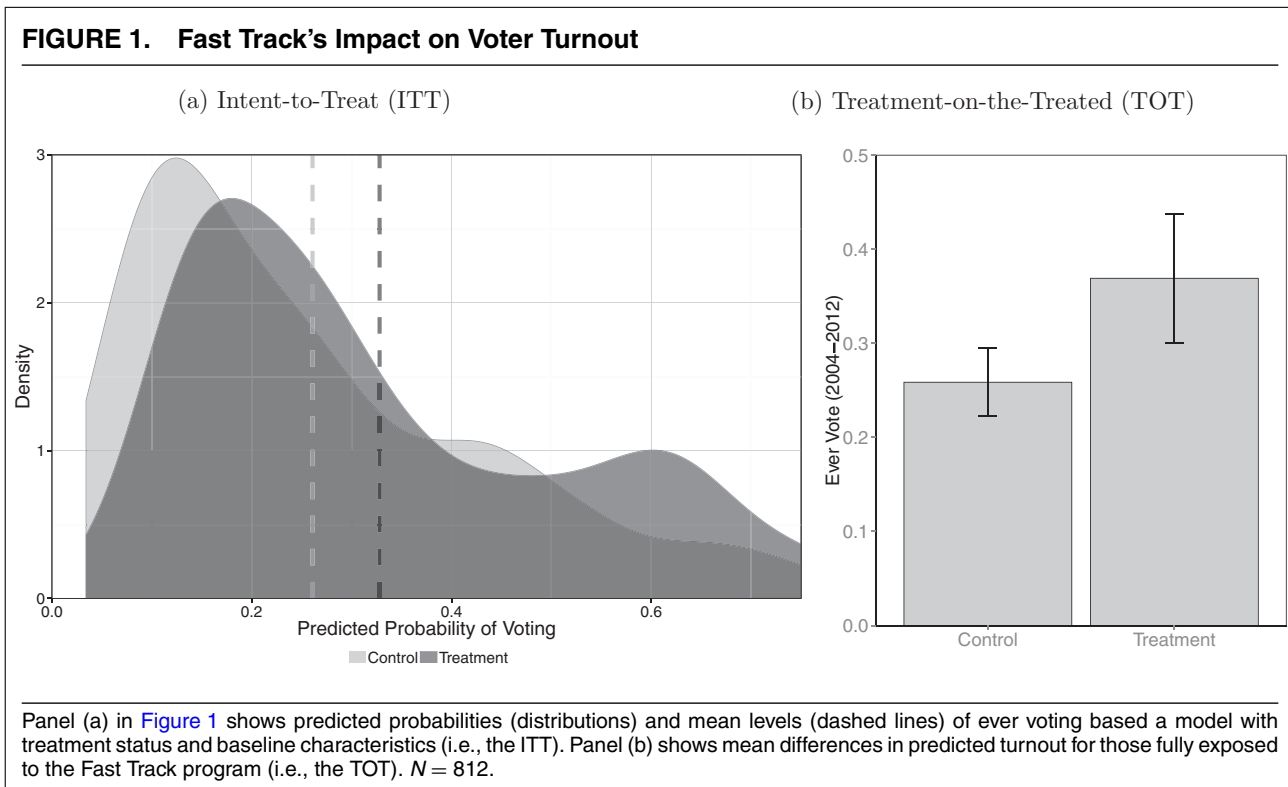 FIGURE 1. Fast Track's Impact on Voter Turnout
(a) Intent-to-Treat (ITT)
(b) Treatment-on-the-Treated (TOT)
3
2
1
0
Density
0.0
0.2
0.4
0.6
Predicted Probability of Voting
Control Treatment
0.5
0.4
0.3
0.2
0.1
0.0
Ever Vote (2004–2012)
Control
Treatment
Panel (a) in Figure 1 shows predicted probabilities (distributions) and mean levels (dashed lines) of ever voting based a model with
treatment status and baseline characteristics (i.e., the ITT). Panel (b) shows mean differences in predicted turnout for those fully exposed
to the Fast Track program (i.e., the TOT). N = 812.